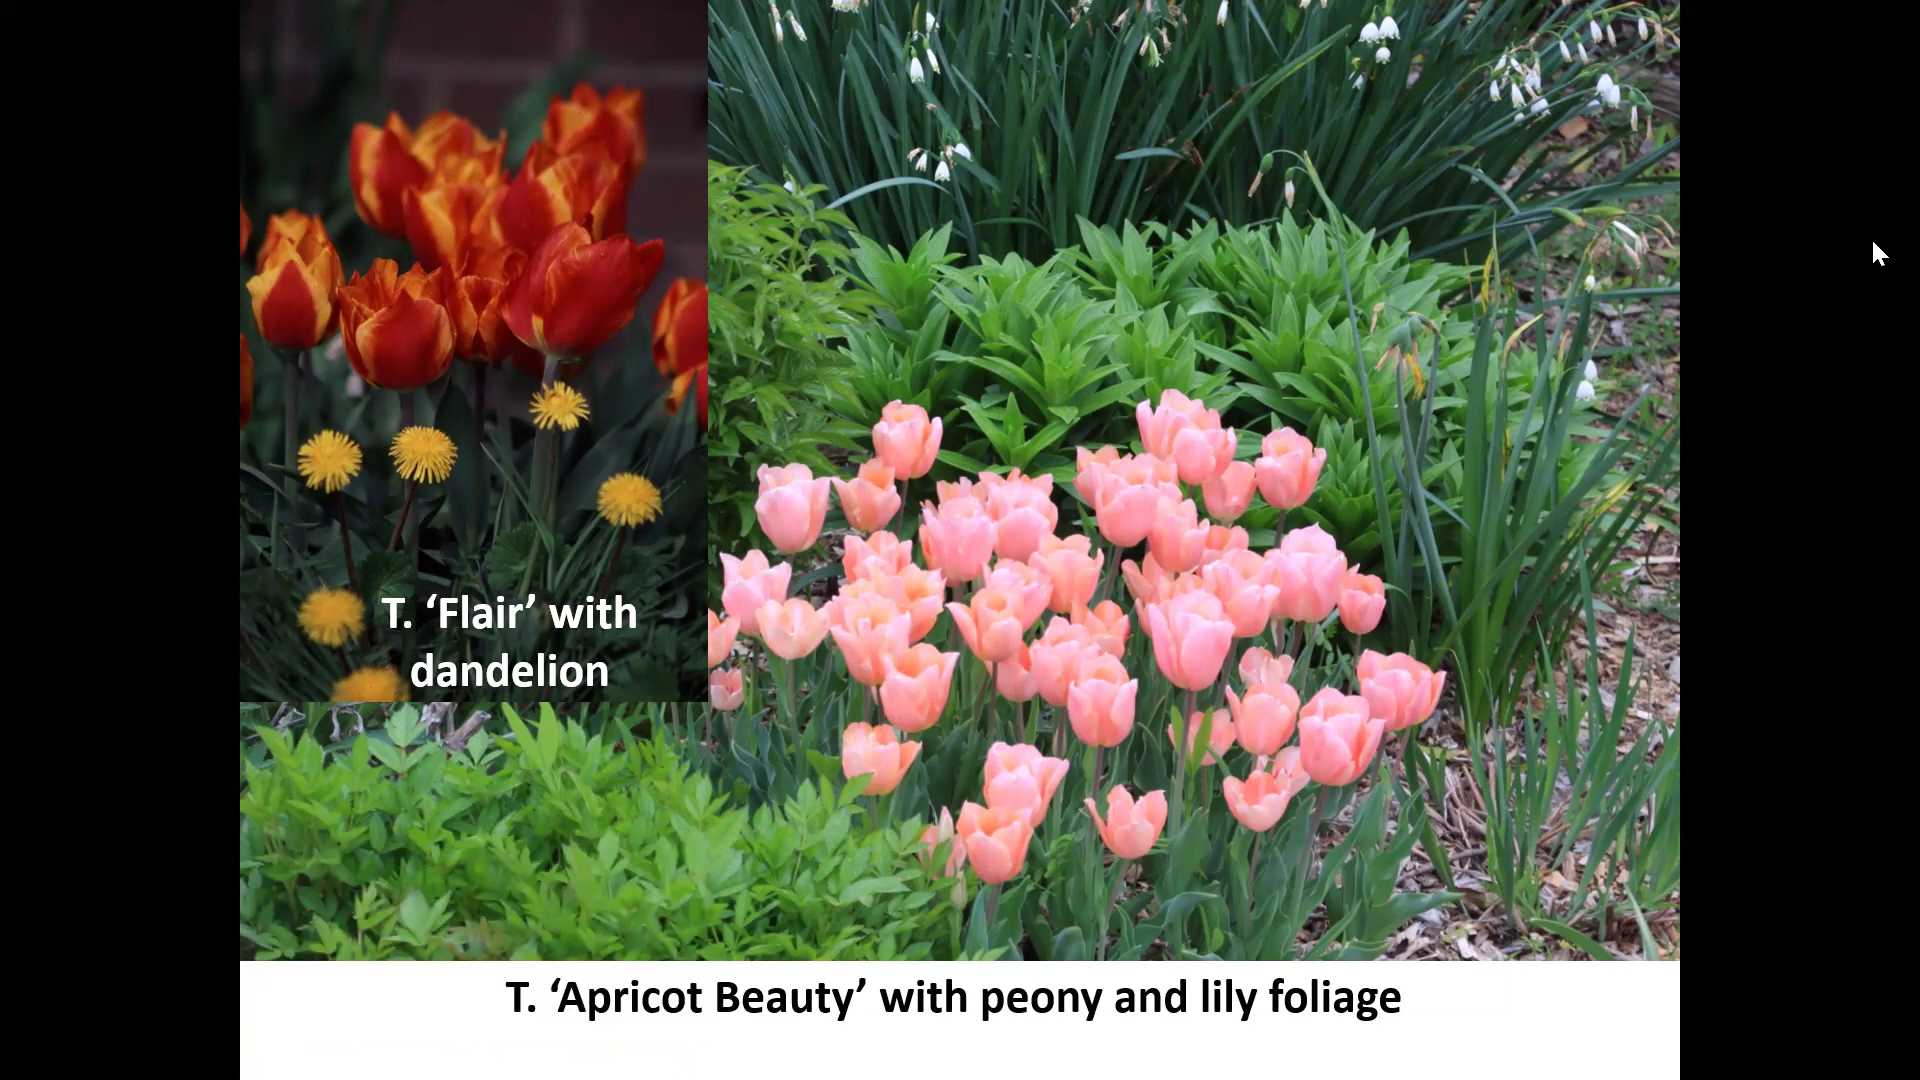 T. ‘Flair’ with
dandelion
T. ‘Apricot Beauty’ with peony and lily foliage